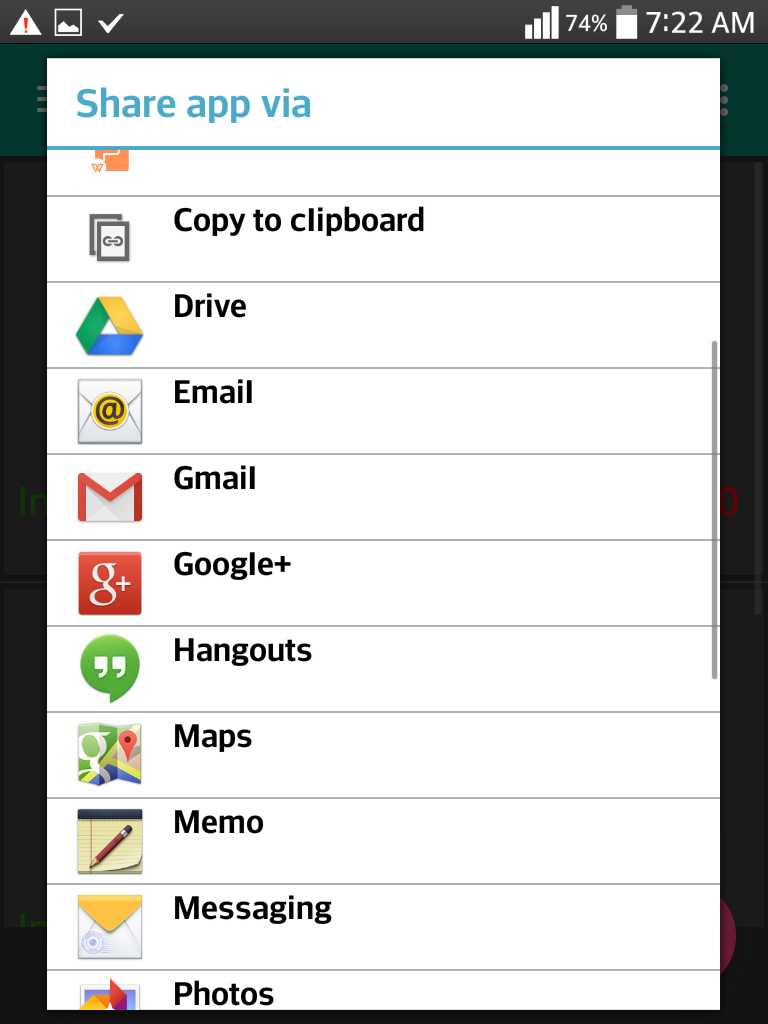 74% 7:22 AM
Share app via
Copy to clipboard
Drive
Email
Gmail
Google+
Hangouts
Maps
Memo
Messaging
Photos